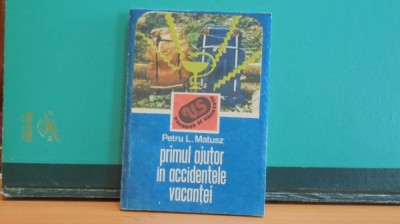 Petru L. Matusz
primul ajutor
în accidentele
vacanței